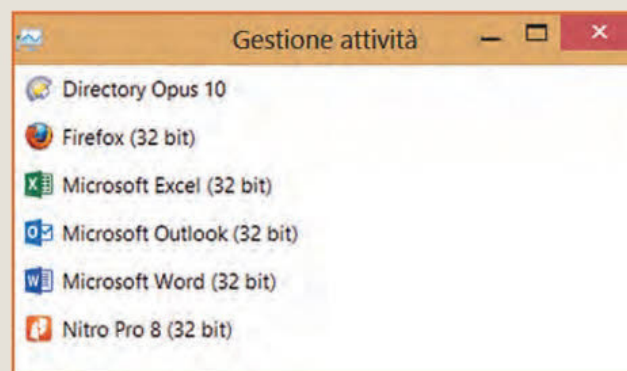 Gestione attività
Directory Opus 10
Firefox (32 bit)
Microsoft Excel (32 bit)
Microsoft Outlook (32 bit)
Microsoft Word (32 bit)
Nitro Pro 8 (32 bit)